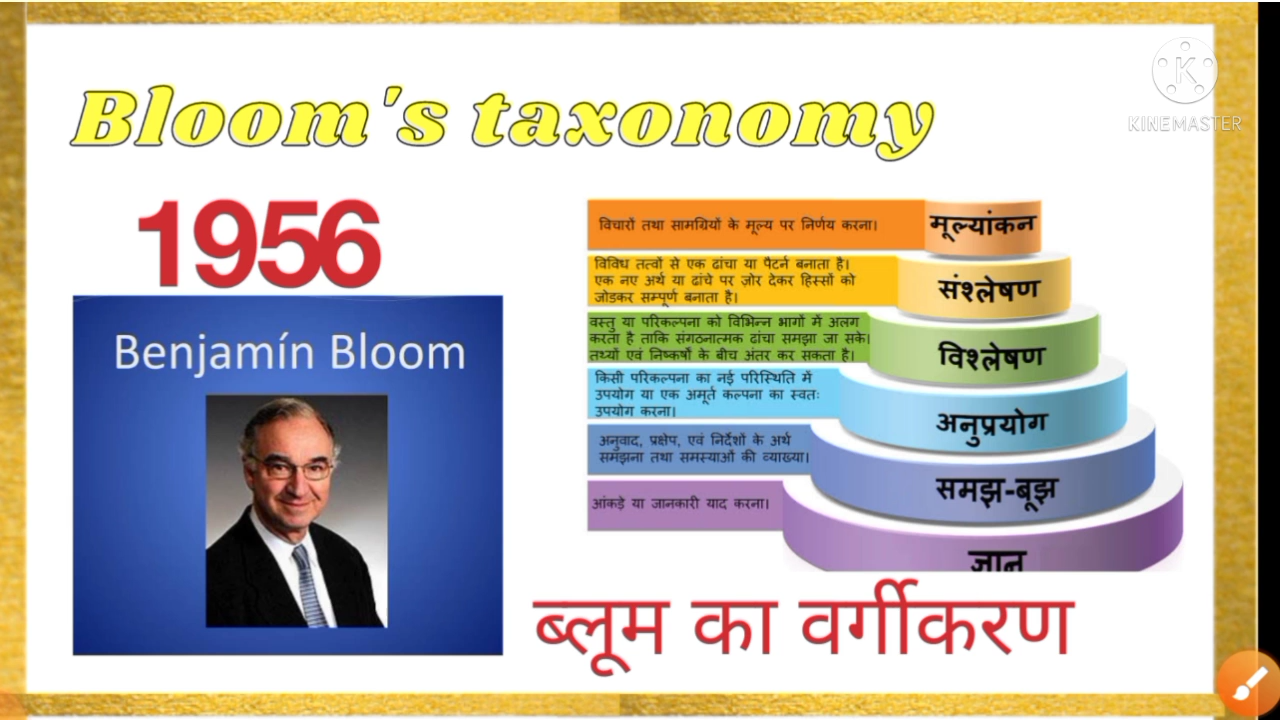 Bloom's taxonomy
KINEMASTER
1956
Benjamín Bloom
विचारों तथा सामग्रियों के मूल्य पर निर्णय करना।
मूल्यांकन
विविध तत्वों से एक ढांचा या पैटर्न बनाता है।
एक नए अर्थ या ढांचे पर ज़ोर देकर हिस्सों को
जोडकर सम्पूर्ण बनाता है।
संश्लेषण
वस्तु या परिकल्पना को विभिन्न भागों में अलग
करता है ताकि संगठनात्मक ढांचा समझा जा सके।
तथ्यों एवं निष्कर्षों के बीच अंतर कर सकता है।
विश्लेषण
किसी परिकल्पना का नई परिस्थिति में
उपयोग या एक अमूर्त कल्पना का स्वतः
उपयोग करना।
अनुप्रयोग
अनुवाद, प्रक्षेप, एवं निर्देशों के अर्थ
समझना तथा समस्याओं की व्याख्या।
समझ-बूझ
आंकड़े या जानकारी याद करना।
ज्ञान
ब्लूम का वर्गीकरण